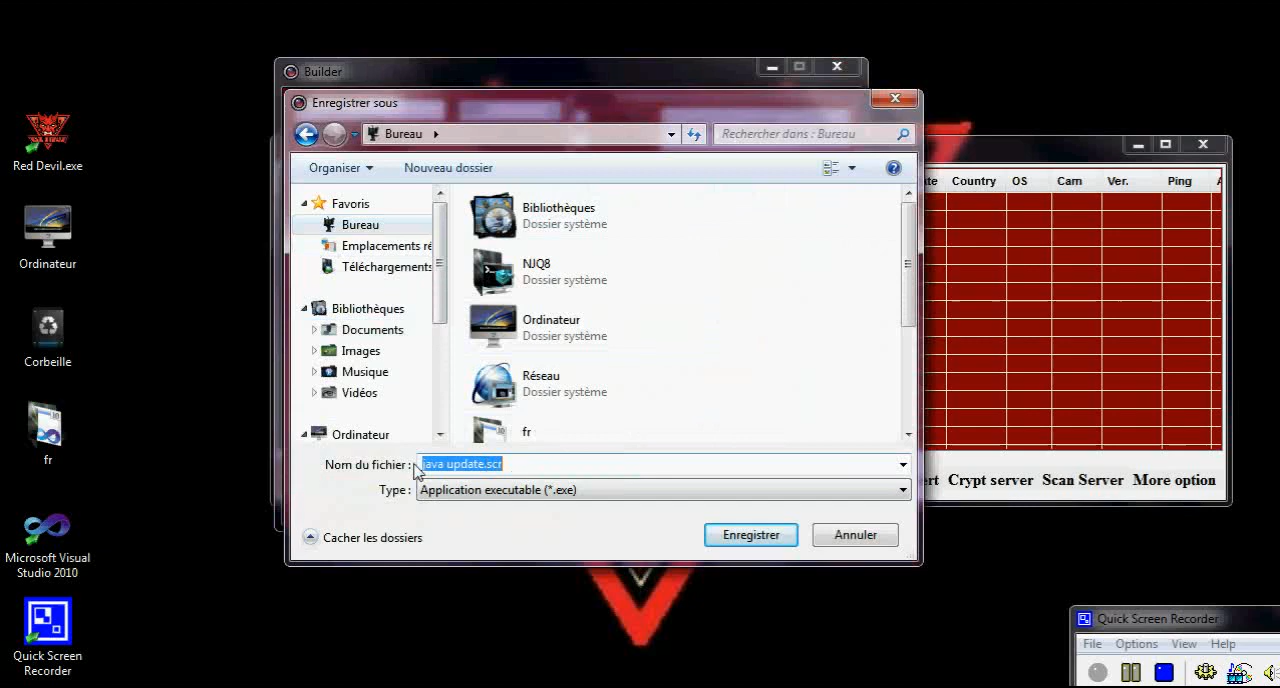 Red Devil.exe
Ordinateur
Corbeille
fr
Microsoft Visual
Studio 2010
Quick Screen
Recorder
Builder
Enregistrer sous
Bureau
Rechercher dans : Bureau
Organiser
Nouveau dossier
Favoris
Bureau
Emplacements ré
Téléchargements
Bibliothèques
Documents
Images
Musique
Vidéos
Ordinateur
Bibliothèques
Dossier système
NJQ8
Dossier système
Ordinateur
Dossier système
Réseau
Dossier système
fr
Nom du fichier : java update.scr
Type : Application executable (*.exe)
Cacher les dossiers
Enregistrer
Annuler
Country OS Cam Ver. Ping
Crypt server Scan Server More option
Quick Screen Recorder
File Options View Help